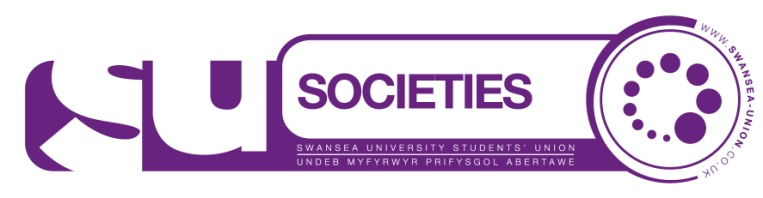 su
SOCIETIES
SWANSEA UNIVERSITY STUDENTS' UNION
UNDEB MYFYRWYR PRIFYSGOL ABERTAWE
WWW.SWANSEA-UNION.CO.UK